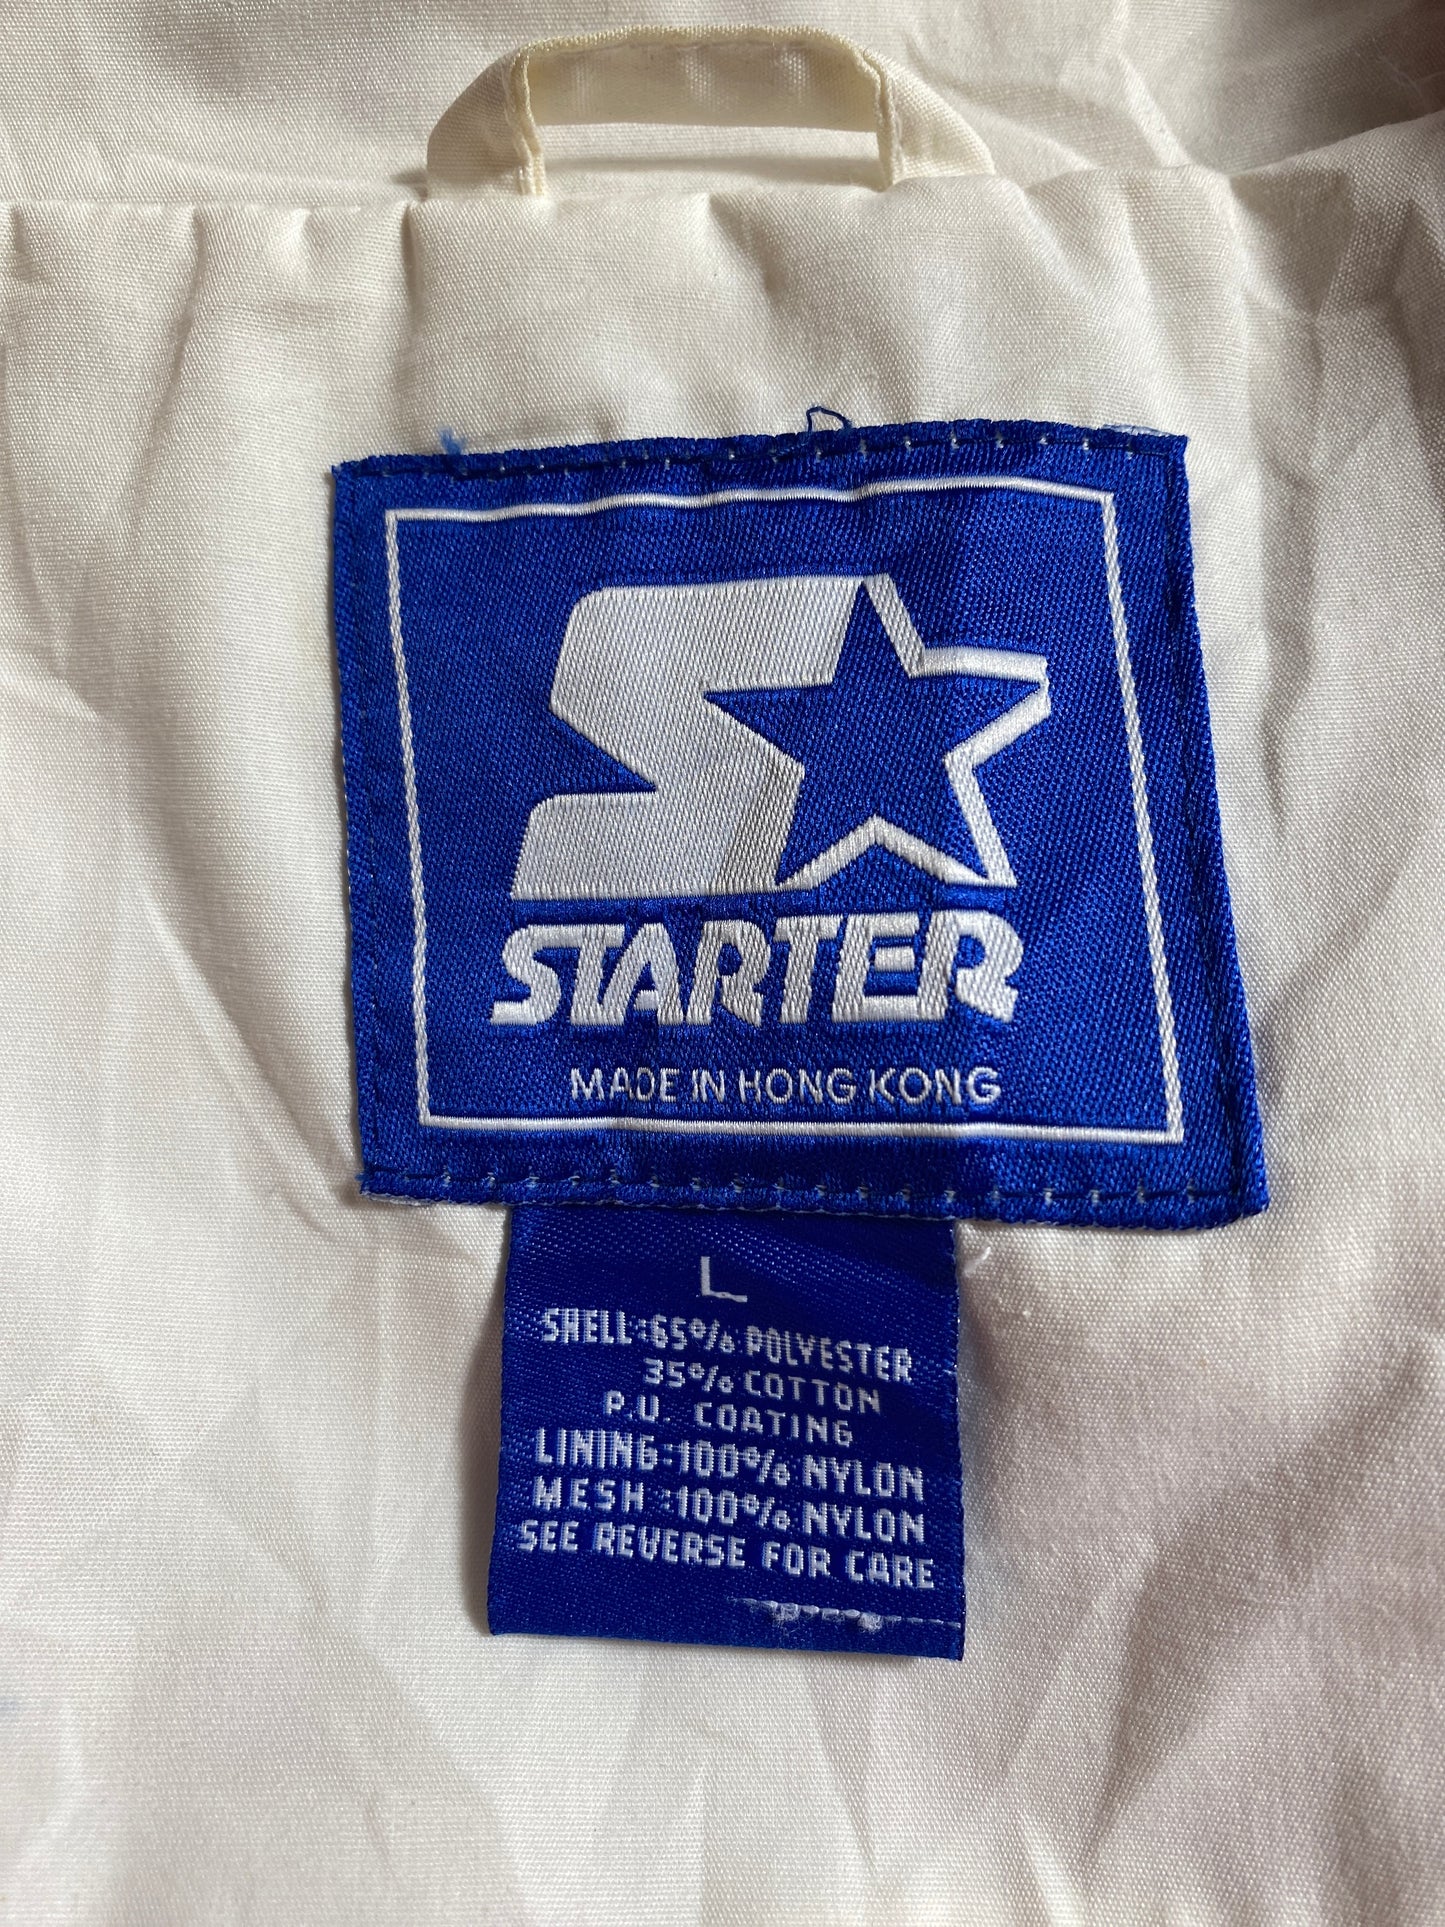 STARTER
MADE IN HONG KONG
L
SHELL:65% POLYESTER
35% COTTON
P.U. COATING
LINING:100% NYLON
MESH :100% NYLON
SEE REVERSE FOR CARE